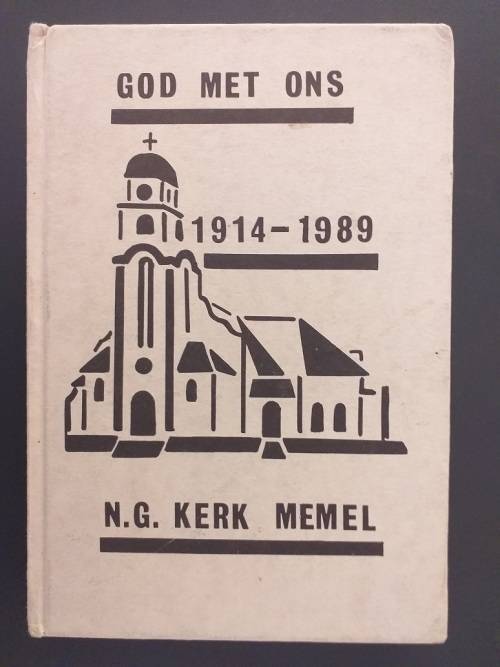 GOD MET ONS
1914-1989
N.G. KERK MEMEL